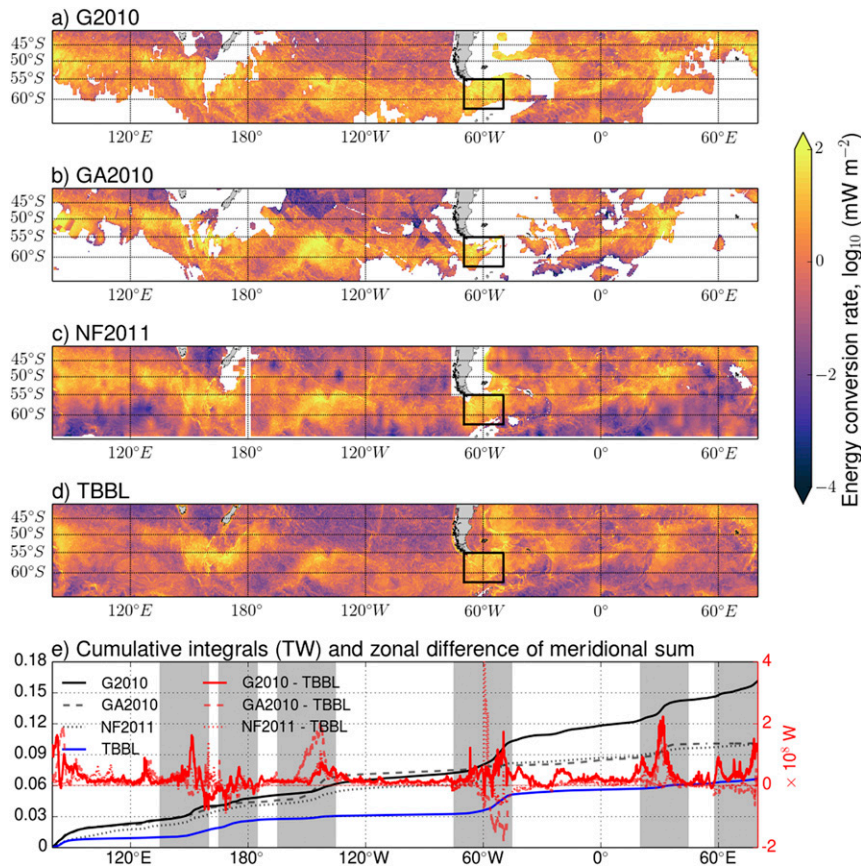 a) G2010
45°S
50°S
55°S
60°S
120°E 180° 120°W 60°W 0° 60°E
b) GA2010
45°S
50°S
55°S
60°S
120°E 180° 120°W 60°W 0° 60°E
c) NF2011
45°S
50°S
55°S
60°S
120°E 180° 120°W 60°W 0° 60°E
d) TBBL
45°S
50°S
55°S
60°S
120°E 180° 120°W 60°W 0° 60°E
2
0
−2
−4
Energy conversion rate, log₁₀ (mW m⁻²)
e) Cumulative integrals (TW) and zonal difference of meridional sum
0.18
0.15
0.12
0.09
0.06
0.03
0
G2010
GA2010
NF2011
TBBL
G2010 - TBBL
GA2010 - TBBL
NF2011 - TBBL
4
2
0
-2
× 10⁸ W
120°E 180° 120°W 60°W 0° 60°E